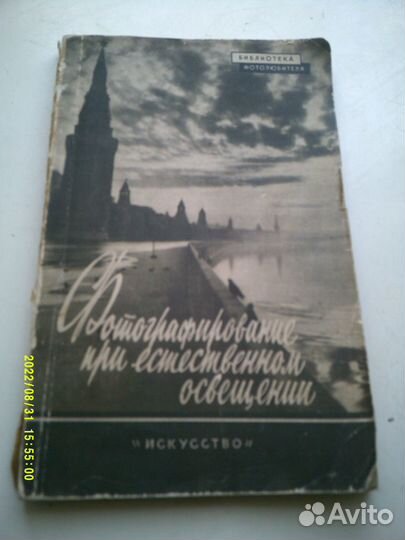 БИБЛИОТЕКА
ФОТОЛЮБИТЕЛЯ
Фотографирование
при естественном
освещении
"ИСКУССТВО"
2022/08/31 15:55:00
Avito